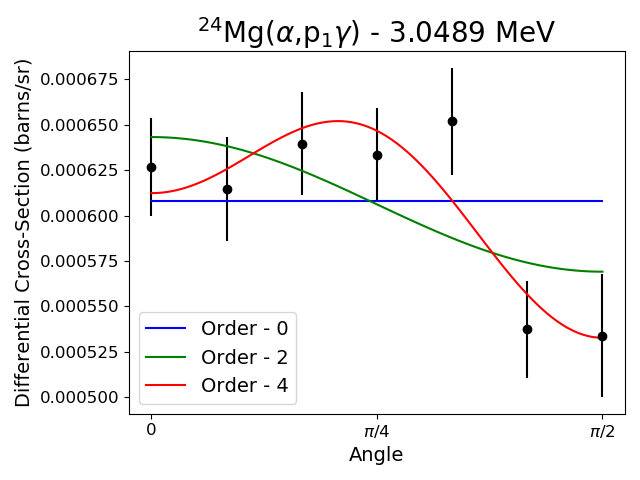 ²⁴Mg(α,p₁γ) - 3.0489 MeV
Differential Cross-Section (barns/sr)
0.000675
0.000650
0.000625
0.000600
0.000575
0.000550
0.000525
0.000500
Order - 0
Order - 2
Order - 4
0 π/4 π/2
Angle